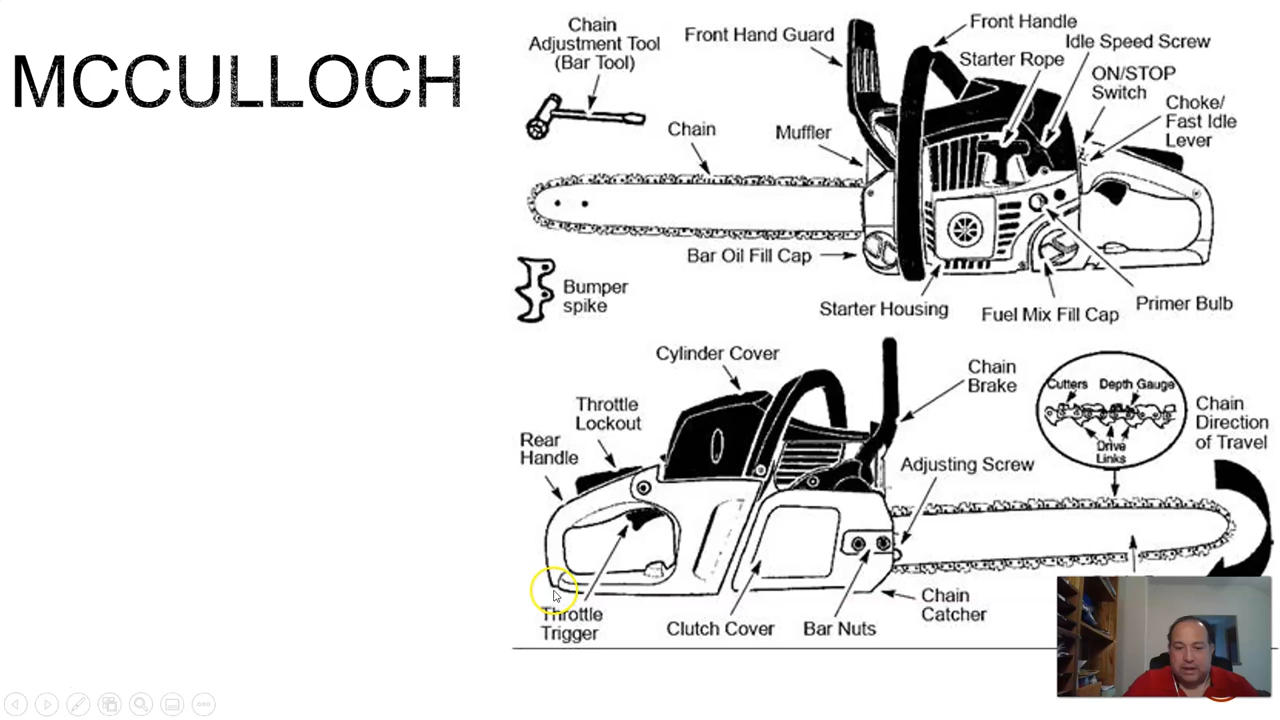 MCCULLOCH
Chain
Adjustment Tool
(Bar Tool)
Front Hand Guard
Front Handle
Starter Rope
Idle Speed Screw
ON/STOP
Switch
Choke/
Fast Idle
Lever
Chain
Muffler
Bar Oil Fill Cap
Bumper
spike
Starter Housing
Fuel Mix Fill Cap
Primer Bulb
Cylinder Cover
Chain
Brake
Throttle
Lockout
Rear
Handle
Adjusting Screw
Cutters
Depth Gauge
Drive
Links
Chain
Direction
of Travel
Throttle
Trigger
Clutch Cover
Bar Nuts
Chain
Catcher